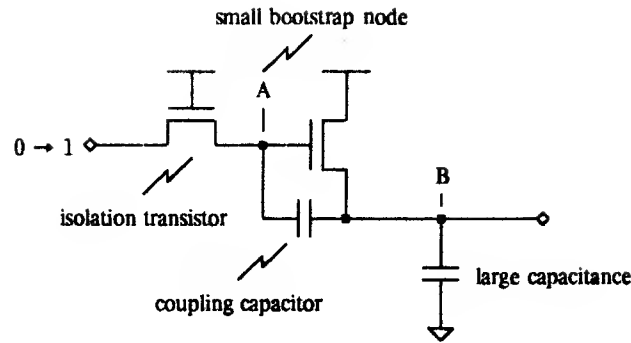 small bootstrap node
A
0 → 1
B
isolation transistor
large capacitance
coupling capacitor